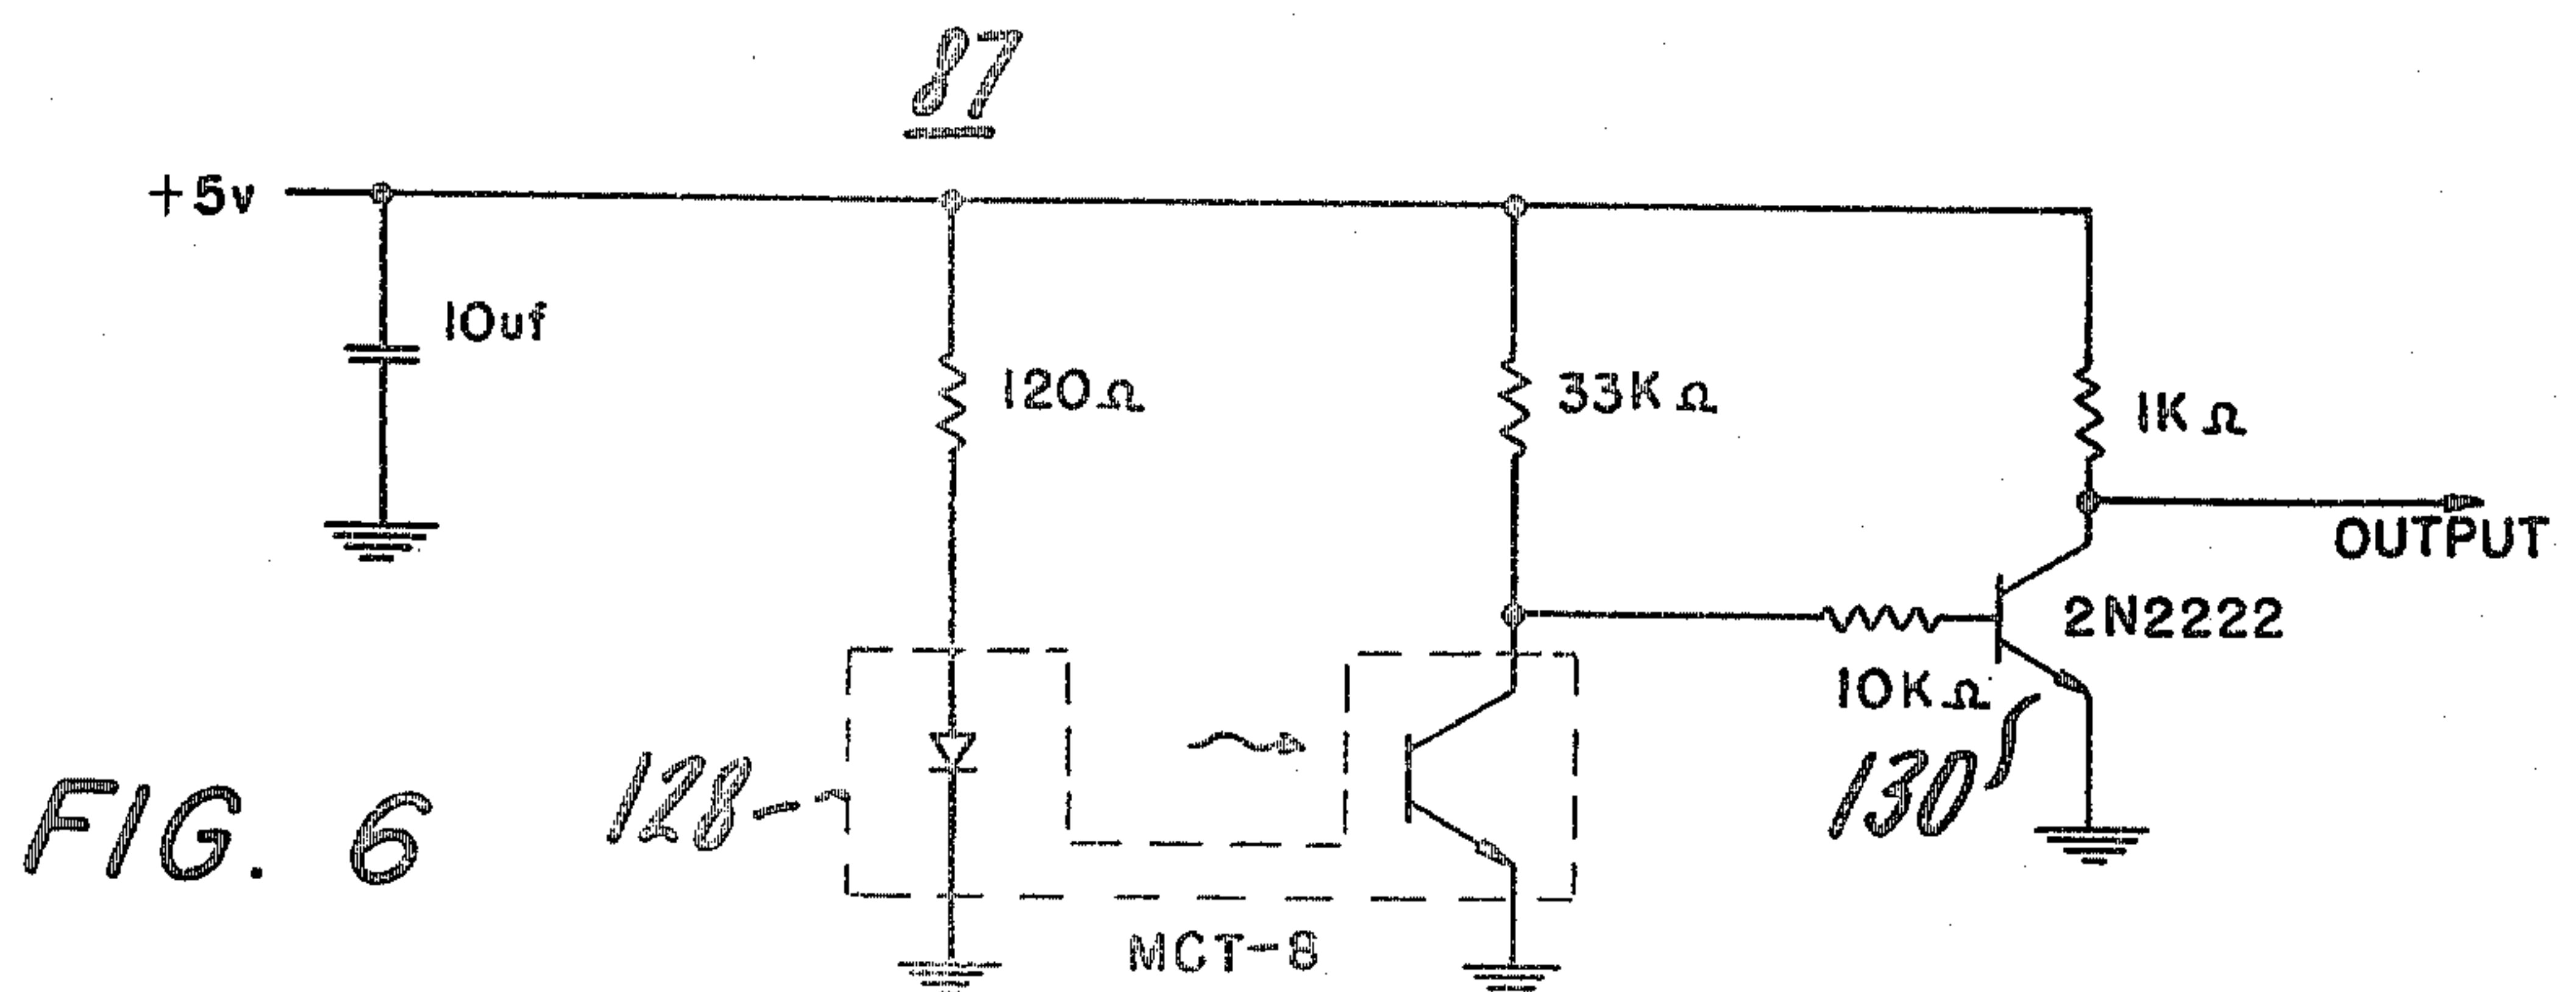 87
+5v
10uf
120Ω
33KΩ
1KΩ
OUTPUT
2N2222
10KΩ
130
128
FIG. 6
MCT-8